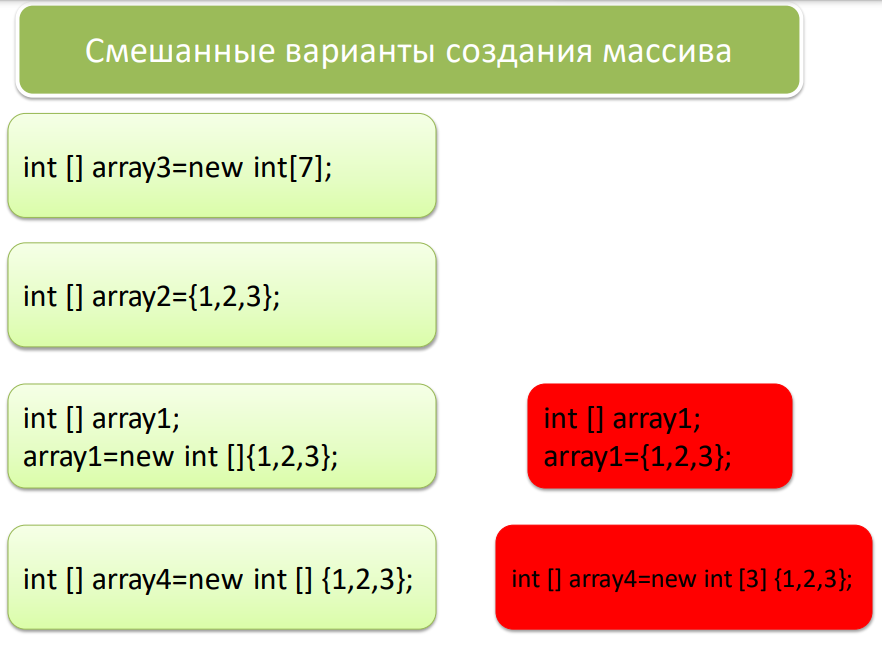 Смешанные варианты создания массива
int [] array3=new int[7];
int [] array2={1,2,3};
int [] array1;
array1=new int []{1,2,3};
int [] array1;
array1={1,2,3};
int [] array4=new int [] {1,2,3};
int [] array4=new int [3] {1,2,3};